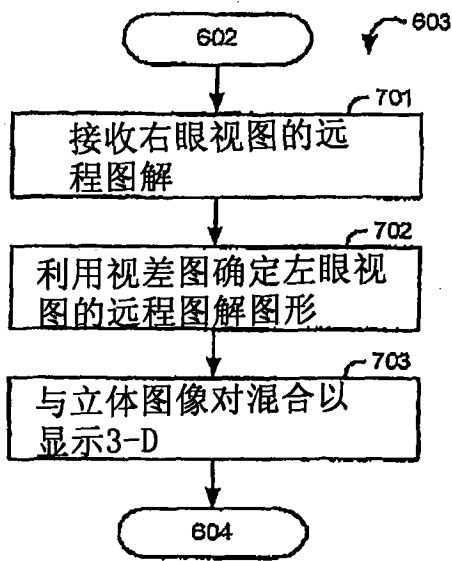 602
603
701
接收右眼视图的远
程图解
702
利用视差图确定左眼视
图的远程图解图形
703
与立体图像对混合以
显示3-D
604